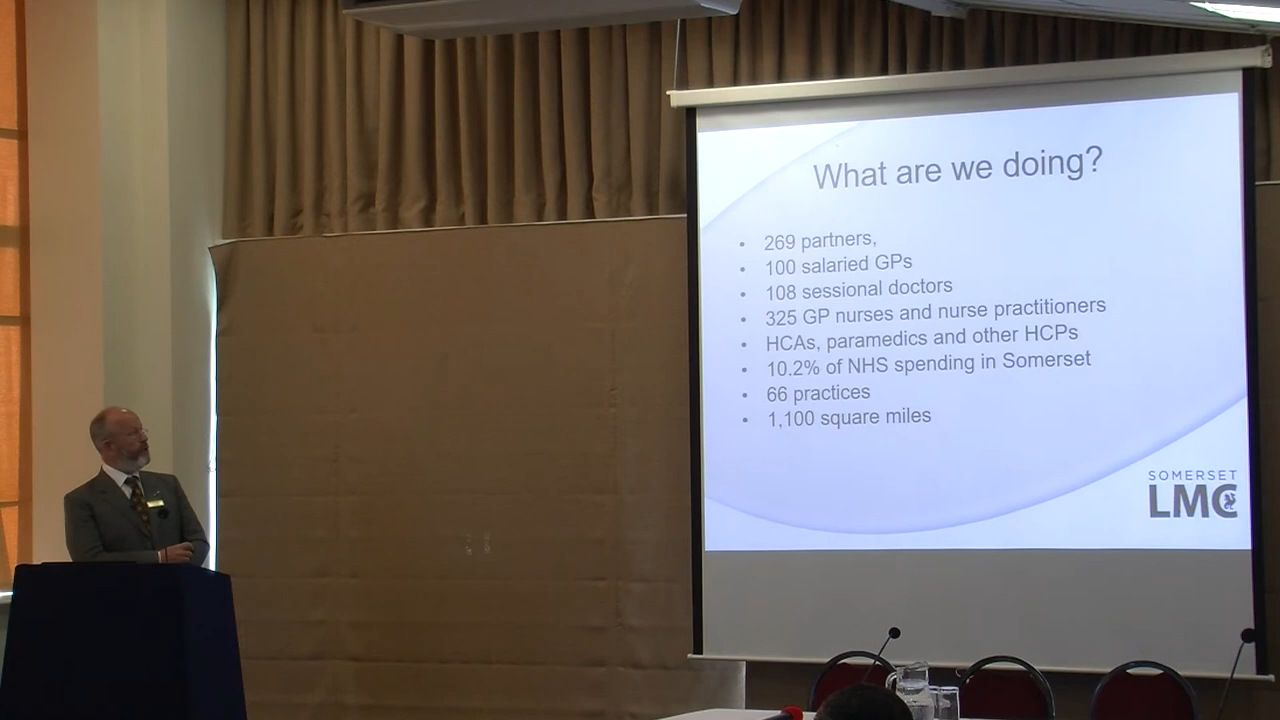 What are we doing?
• 269 partners,
• 100 salaried GPs
• 108 sessional doctors
• 325 GP nurses and nurse practitioners
• HCAs, paramedics and other HCPs
• 10.2% of NHS spending in Somerset
• 66 practices
• 1,100 square miles
SOMERSET
LMC